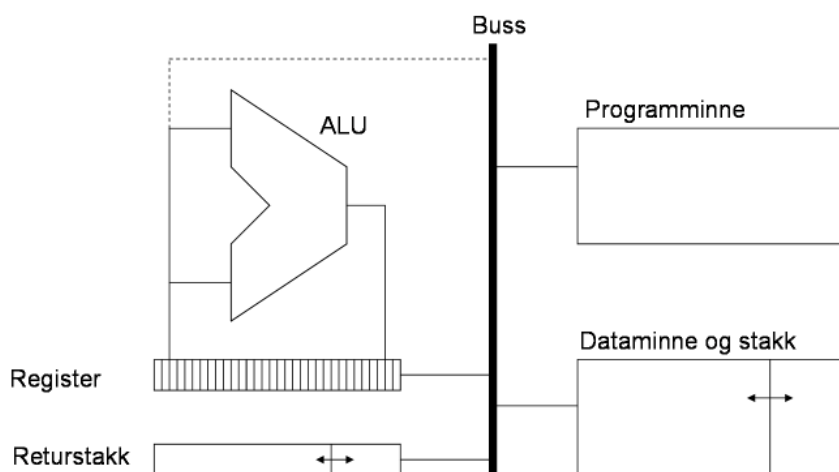 Buss
Programminne
ALU
Dataminne og stakk
Register
Returstakk